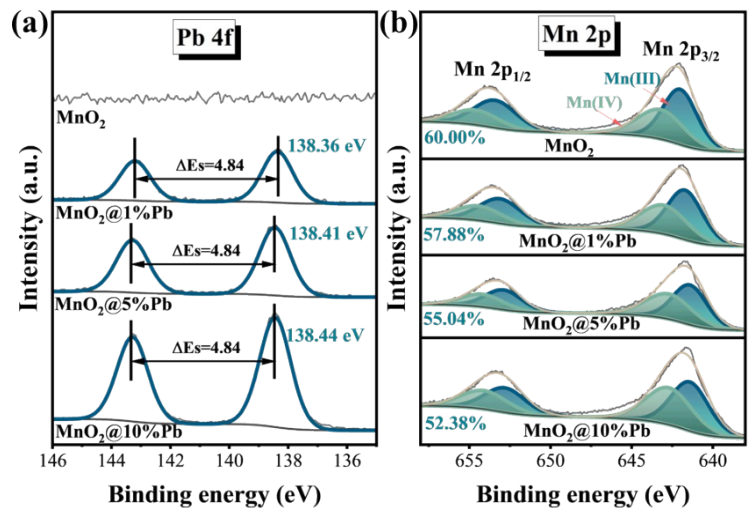 (a)
Pb 4f
MnO₂
138.36 eV
ΔEs=4.84
MnO₂@1%Pb
138.41 eV
ΔEs=4.84
MnO₂@5%Pb
138.44 eV
ΔEs=4.84
MnO₂@10%Pb
146 144 142 140 138 136
Binding energy (eV)
Intensity (a.u.)
(b)
Mn 2p
Mn 2p₃/₂
Mn 2p₁/₂
Mn(III)
Mn(IV)
60.00%
MnO₂
57.88%
MnO₂@1%Pb
55.04%
MnO₂@5%Pb
52.38%
MnO₂@10%Pb
655 650 645 640
Binding energy (eV)
Intensity (a.u.)